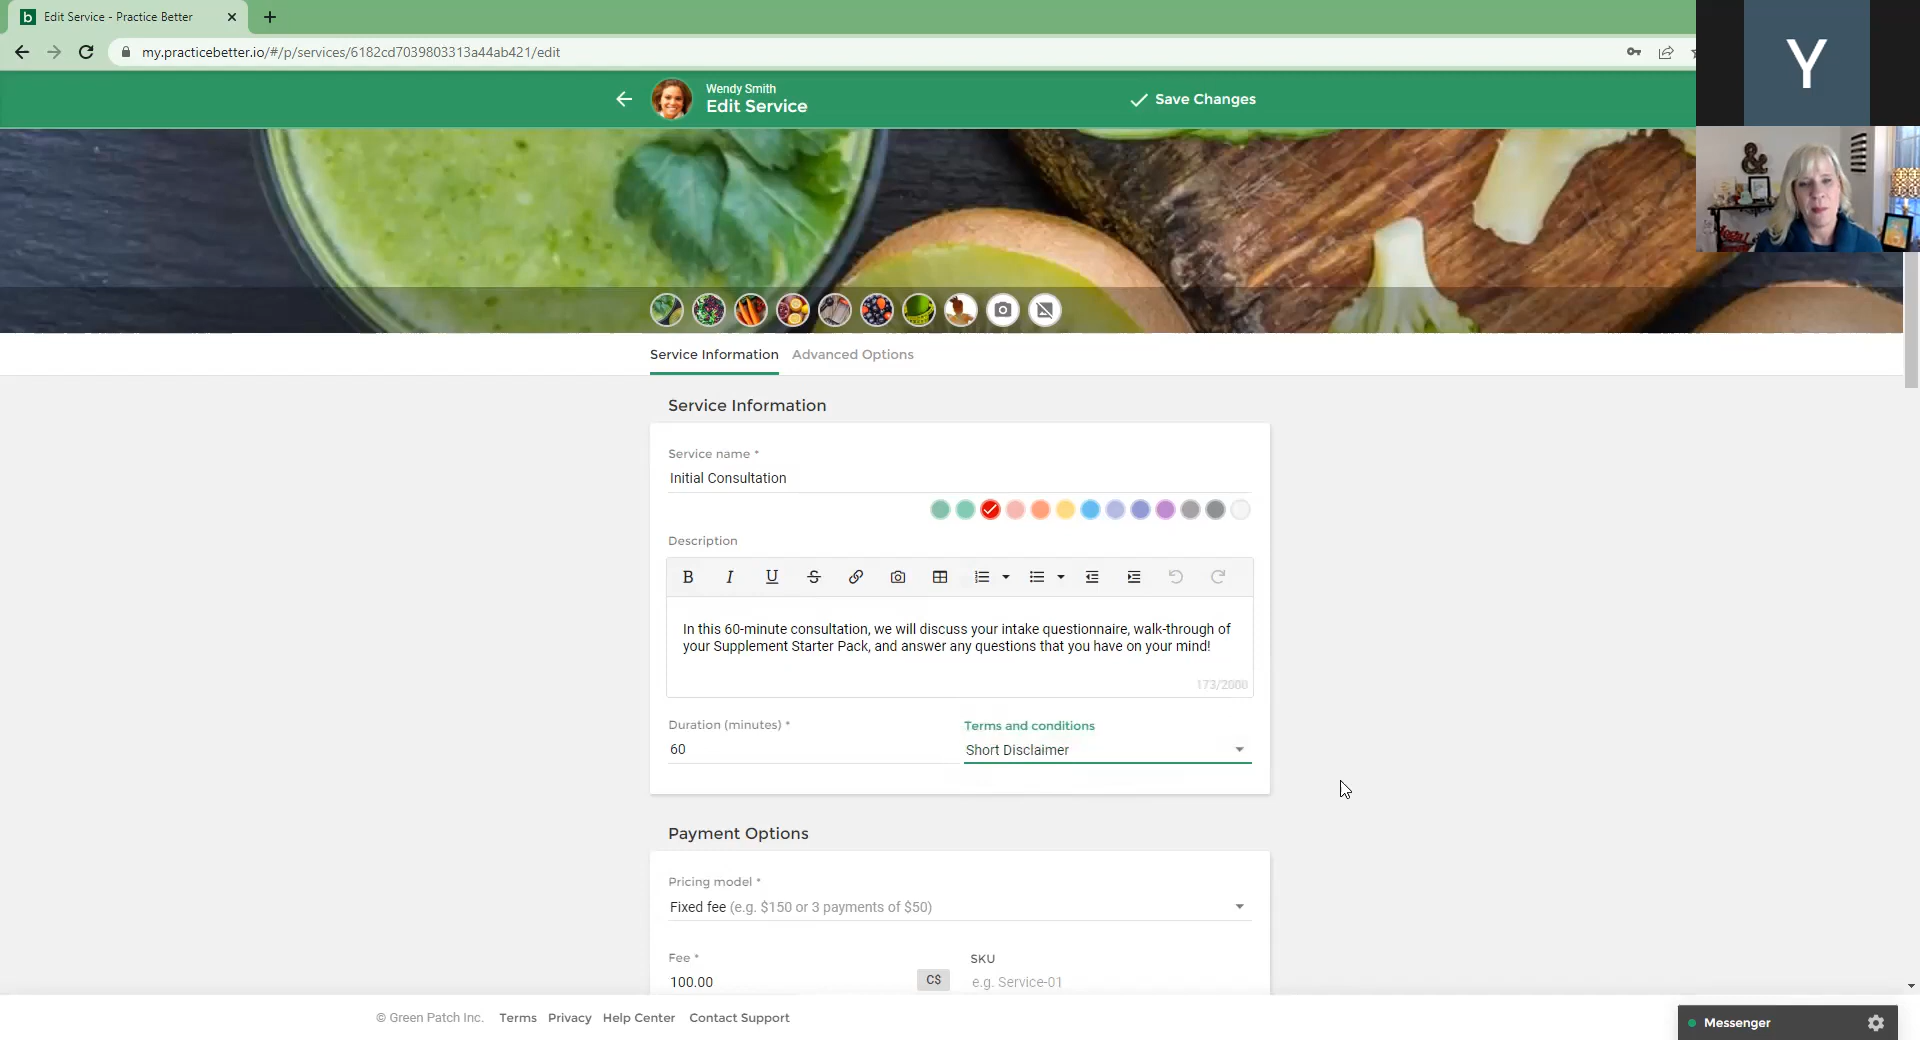 Edit Service - Practice Better
my.practicebetter.io/#/p/services/6182cd7039803313a44ab421/edit
Y
Wendy Smith
Edit Service
Save Changes
Service Information
Advanced Options
Service Information
Service name *
Initial Consultation
Description
B I U S
In this 60-minute consultation, we will discuss your intake questionnaire, walk-through of
your Supplement Starter Pack, and answer any questions that you have on your mind!
173/2000
Duration (minutes) *
60
Terms and conditions
Short Disclaimer
Payment Options
Pricing model *
Fixed fee (e.g. $150 or 3 payments of $50)
Fee *
100.00
C$
SKU
e.g. Service-01
© Green Patch Inc. Terms Privacy Help Center Contact Support
Messenger